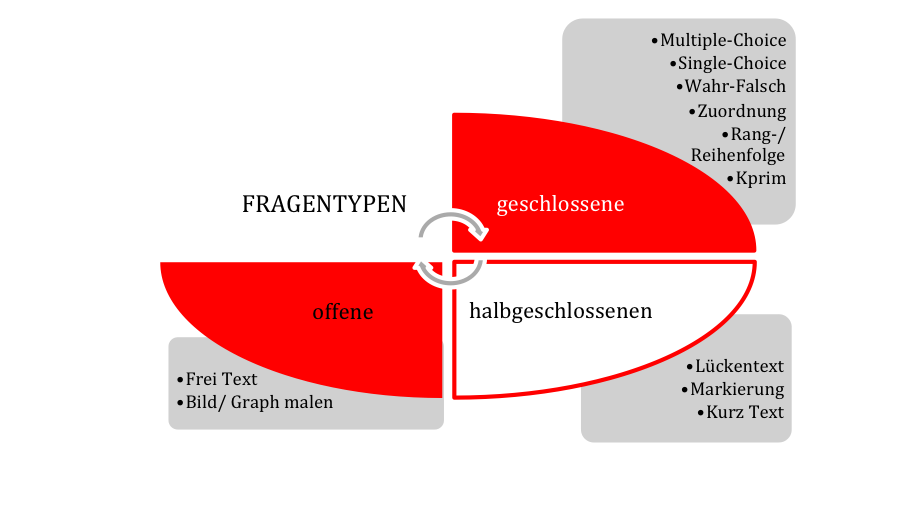 FRAGENTYPEN
geschlossene
•Multiple-Choice
•Single-Choice
•Wahr-Falsch
•Zuordnung
•Rang-/
Reihenfolge
•Kprim
offene
•Frei Text
•Bild/ Graph malen
halbgeschlossenen
•Lückentext
•Markierung
•Kurz Text